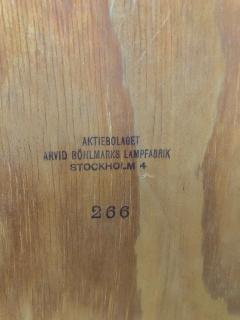 AKTIEBOLAGET
ARVID BÖHLMARKS LAMPFABRIK
STOCKHOLM 4
266